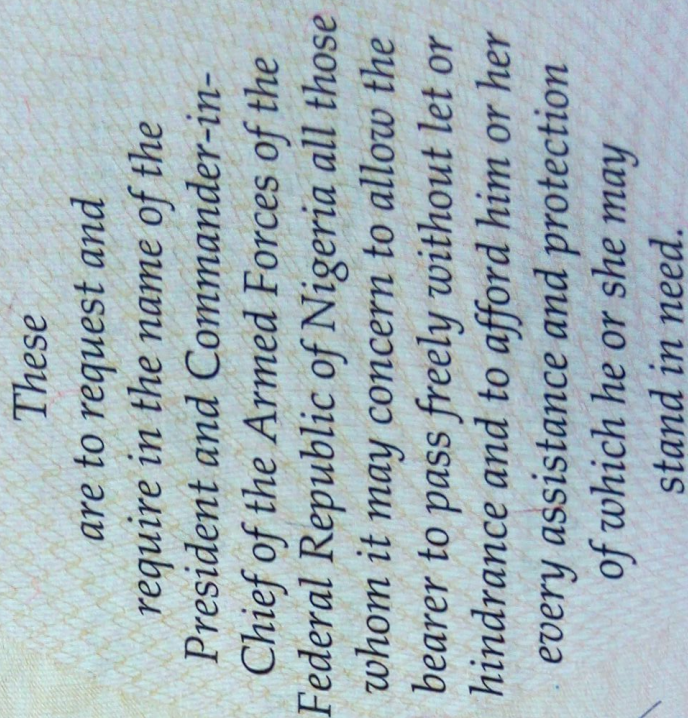 These
are to request and
require in the name of the
President and Commander-in-
Chief of the Armed Forces of the
Federal Republic of Nigeria all those
whom it may concern to allow the
bearer to pass freely without let or
hindrance and to afford him or her
every assistance and protection
of which he or she may
stand in need.